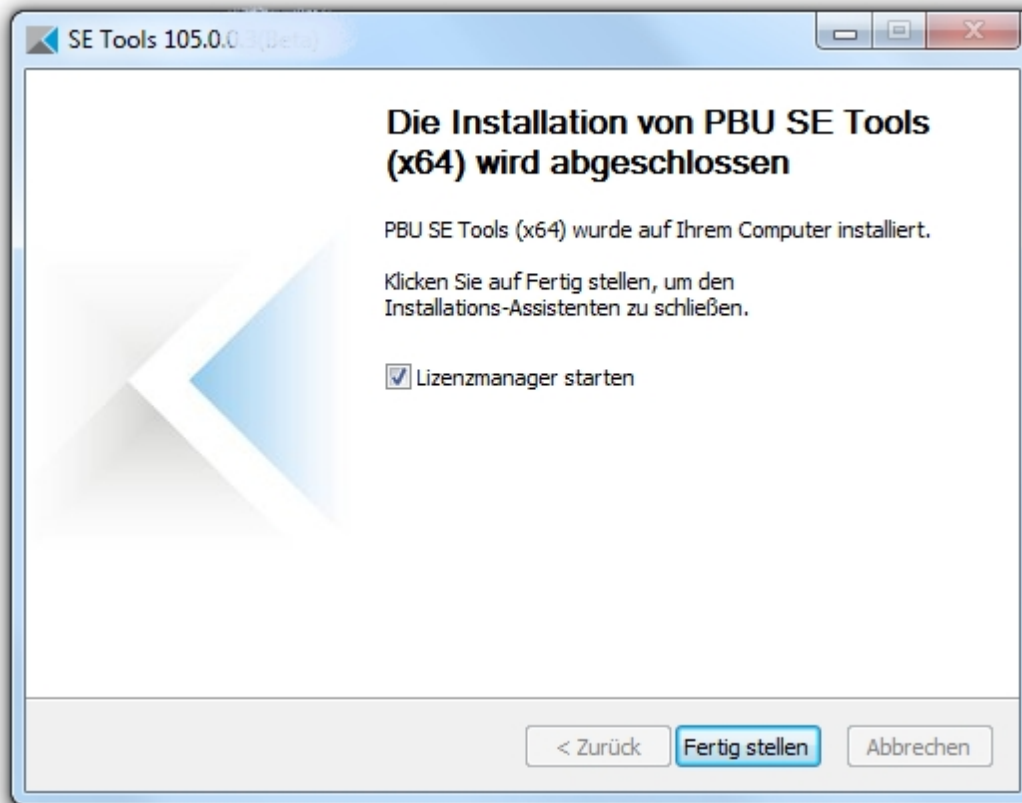 SE Tools 105.0.0.3(Beta)
Die Installation von PBU SE Tools
(x64) wird abgeschlossen
PBU SE Tools (x64) wurde auf Ihrem Computer installiert.
Klicken Sie auf Fertig stellen, um den
Installations-Assistenten zu schließen.
Lizenzmanager starten
< Zurück
Fertig stellen
Abbrechen